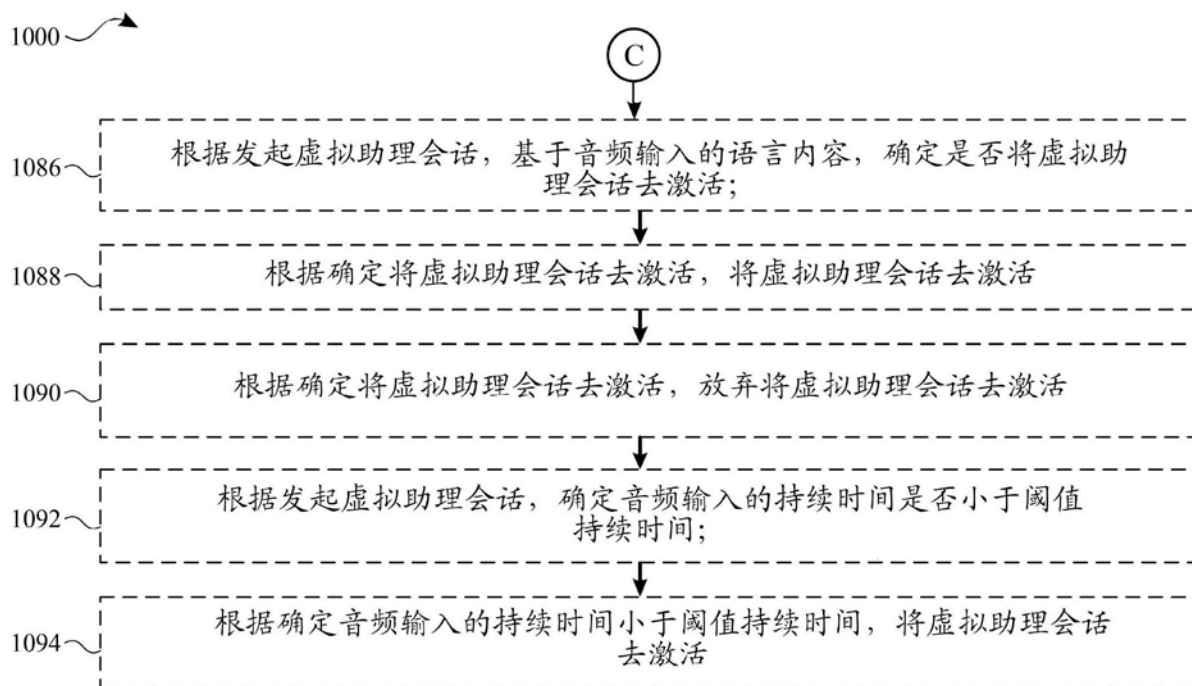 1000
C
1086
根据发起虚拟助理会话，基于音频输入的语言内容，确定是否将虚拟助
理会话去激活；
1088
根据确定将虚拟助理会话去激活，将虚拟助理会话去激活
1090
根据确定将虚拟助理会话去激活，放弃将虚拟助理会话去激活
1092
根据发起虚拟助理会话，确定音频输入的持续时间是否小于阈值
持续时间；
1094
根据确定音频输入的持续时间小于阈值持续时间，将虚拟助理会话
去激活